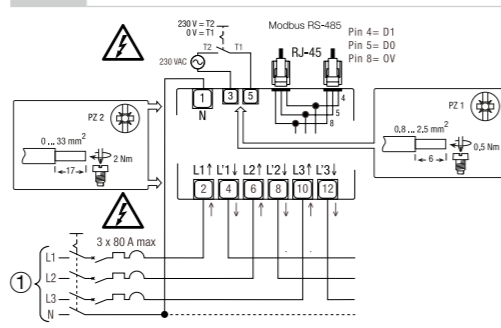 230 V = T2
0 V = T1
Modbus RS-485
Pin 4= D1
Pin 5= D0
Pin 8= 0V
RJ-45
T2
T1
230 VAC
1
3
5
N
4
5
8
PZ 2
0 ... 33 mm²
17
2 Nm
PZ 1
0,8 ... 2,5 mm²
6
0,5 Nm
L1↑ L'1↓ L2↑ L'2↓ L3↑ L'3↓
2 4 6 8 10 12
3 x 80 A max
1
L1
L2
L3
N